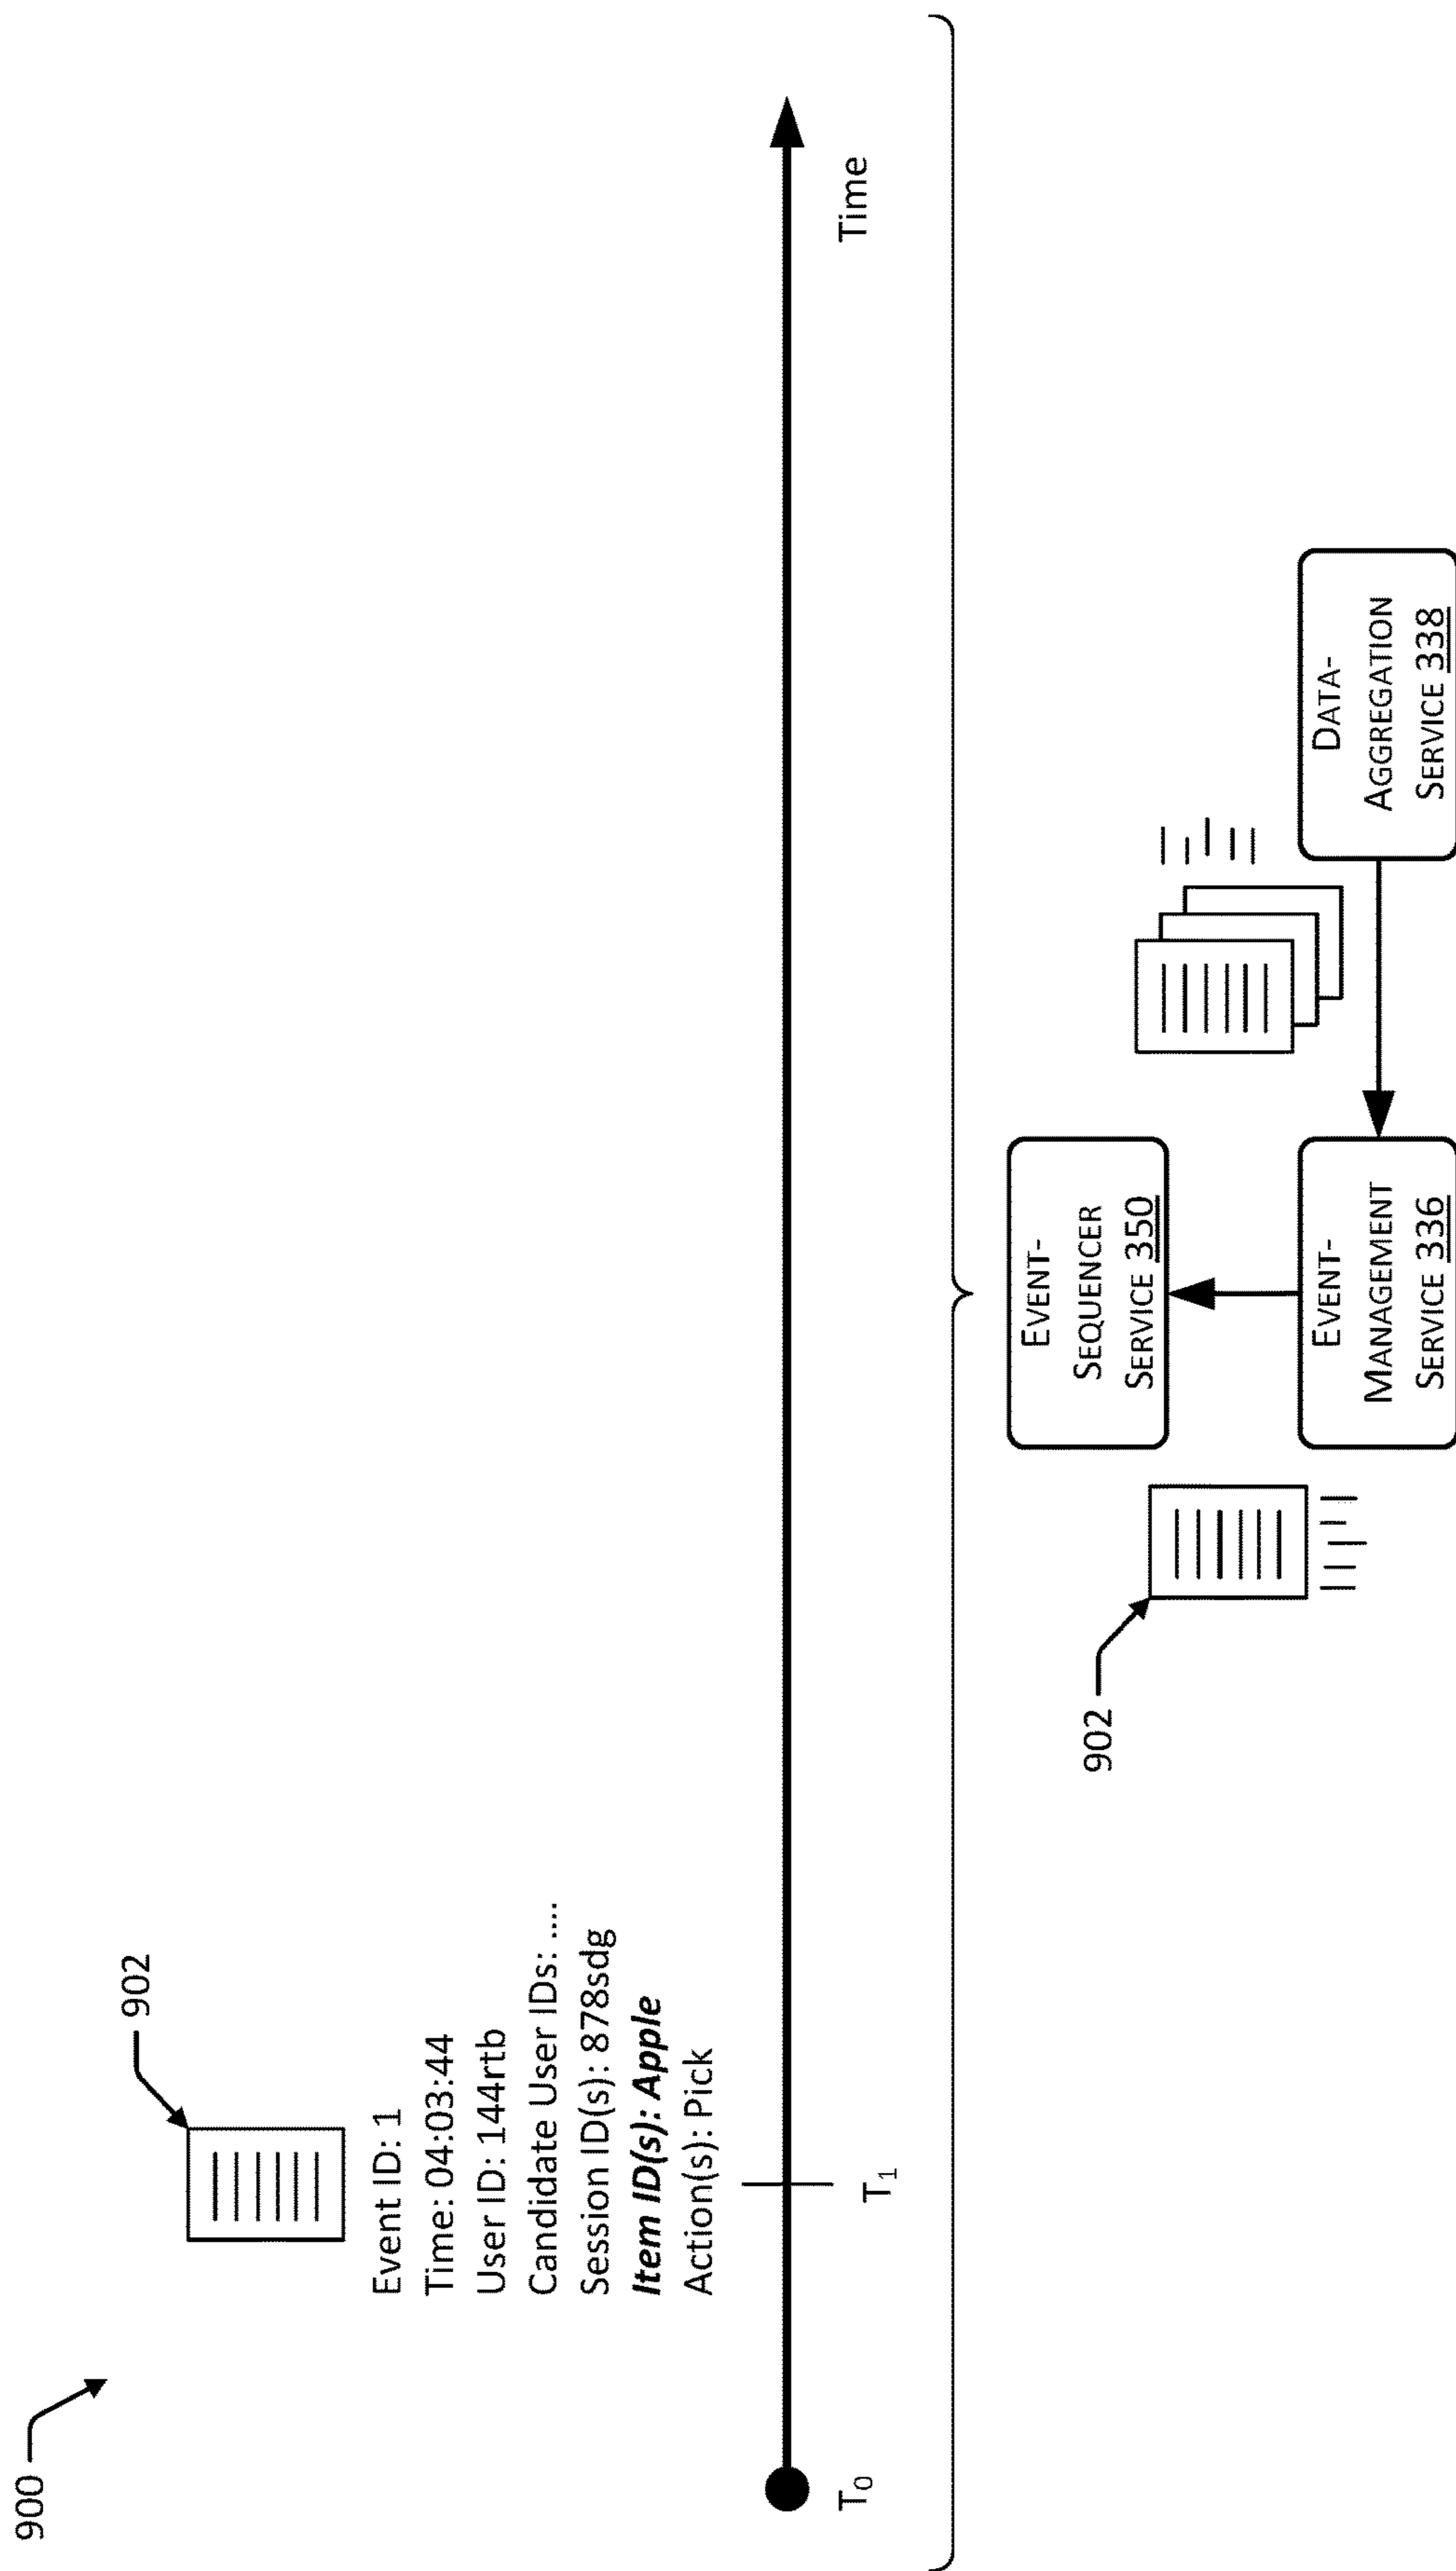 900
902
Event ID: 1
Time: 04:03:44
User ID: 144rtb
Candidate User IDs: ....
Session ID(s): 878sdg
Item ID(s): Apple
Action(s): Pick
T₀
T₁
Time
902
EVENT-
SEQUENCER
SERVICE 350
EVENT-
MANAGEMENT
SERVICE 336
DATA-
AGGREGATION
SERVICE 338